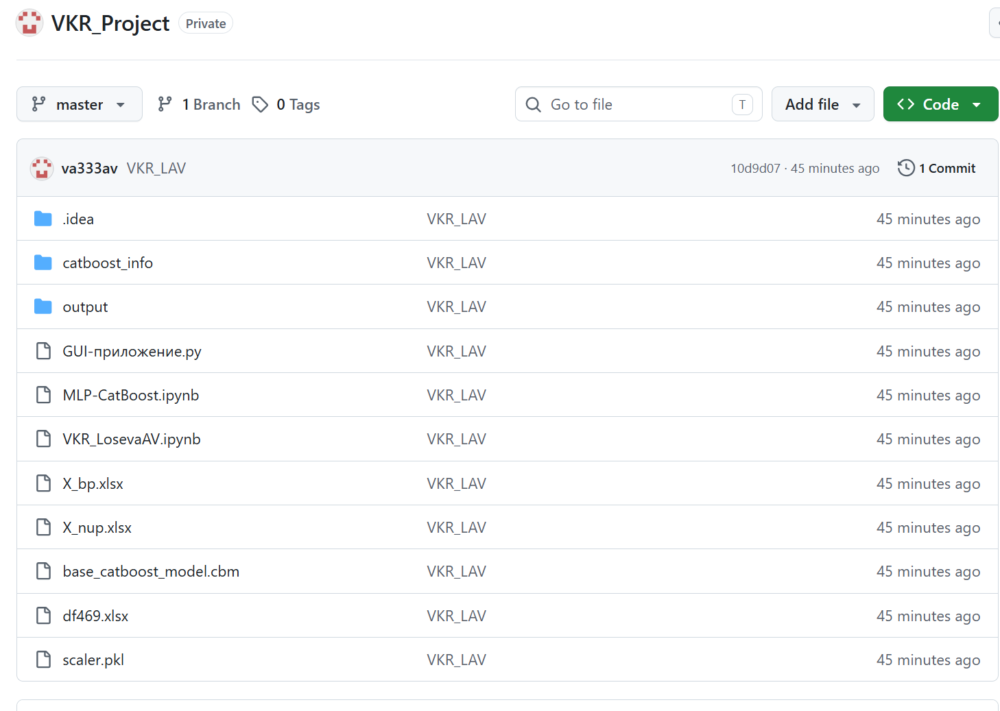 VKR_Project Private
master 1 Branch 0 Tags Go to file T Add file Code
va333av VKR_LAV 10d9d07 · 45 minutes ago 1 Commit
.idea VKR_LAV 45 minutes ago
catboost_info VKR_LAV 45 minutes ago
output VKR_LAV 45 minutes ago
GUI-приложение.py VKR_LAV 45 minutes ago
MLP-CatBoost.ipynb VKR_LAV 45 minutes ago
VKR_LosevaAV.ipynb VKR_LAV 45 minutes ago
X_bp.xlsx VKR_LAV 45 minutes ago
X_nup.xlsx VKR_LAV 45 minutes ago
base_catboost_model.cbm VKR_LAV 45 minutes ago
df469.xlsx VKR_LAV 45 minutes ago
scaler.pkl VKR_LAV 45 minutes ago